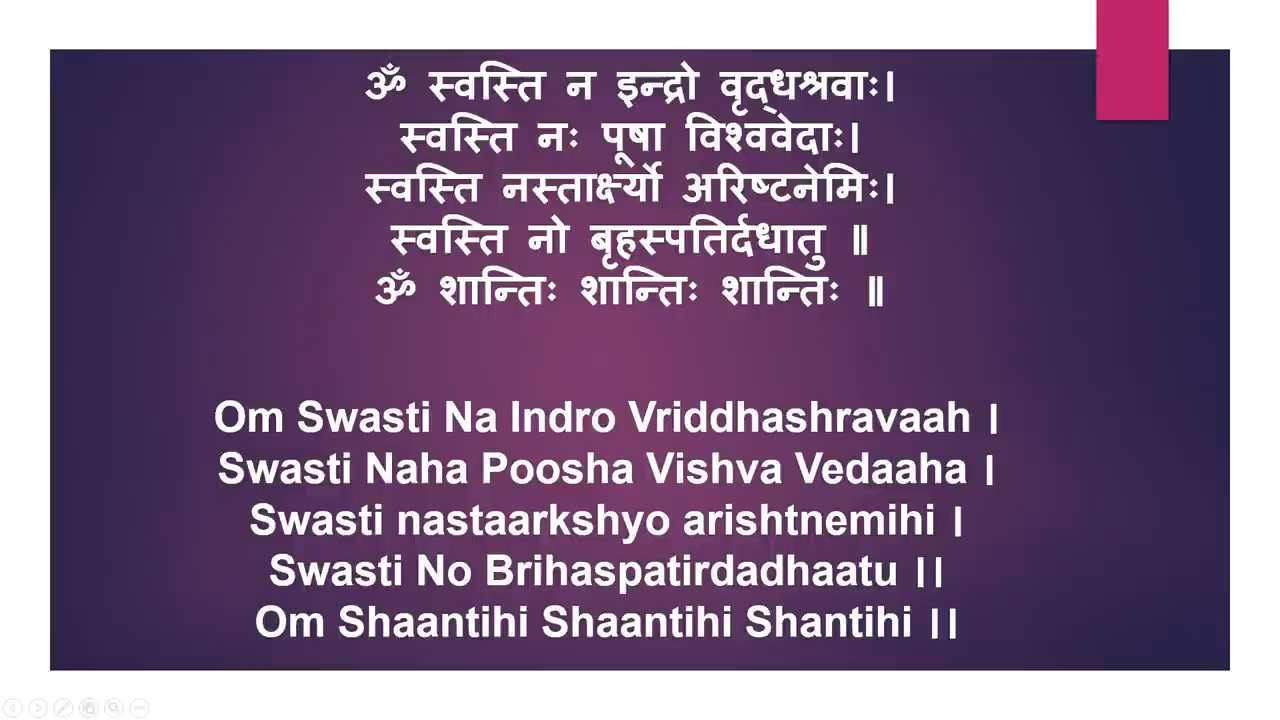 ॐ स्वस्ति न इन्द्रो वृद्धश्रवाः।
स्वस्ति नः पूषा विश्ववेदाः।
स्वस्ति नस्तार्क्ष्यो अरिष्टनेमिः।
स्वस्ति नो बृहस्पतिर्दधातु ॥
ॐ शान्तिः शान्तिः शान्तिः ॥
Om Swasti Na Indro Vriddhashravaah |
Swasti Naha Poosha Vishva Vedaaha |
Swasti nastaarkshyo arishtnemihi |
Swasti No Brihaspatirdadhaatu ||
Om Shaantihi Shaantihi Shantihi ||